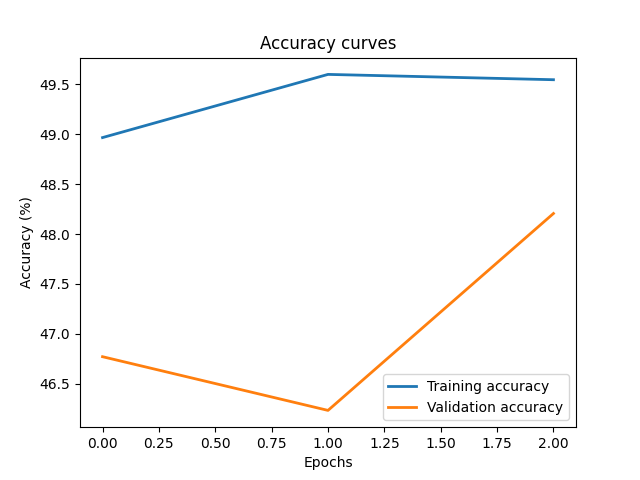 Accuracy curves
49.5
49.0
48.5
48.0
47.5
47.0
46.5
Accuracy (%)
Training accuracy
Validation accuracy
0.00 0.25 0.50 0.75 1.00 1.25 1.50 1.75 2.00
Epochs